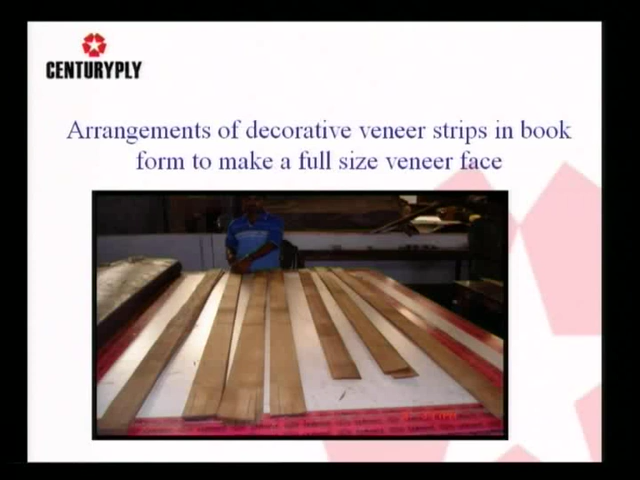 CENTURYPLY
Arrangements of decorative veneer strips in book
form to make a full size veneer face